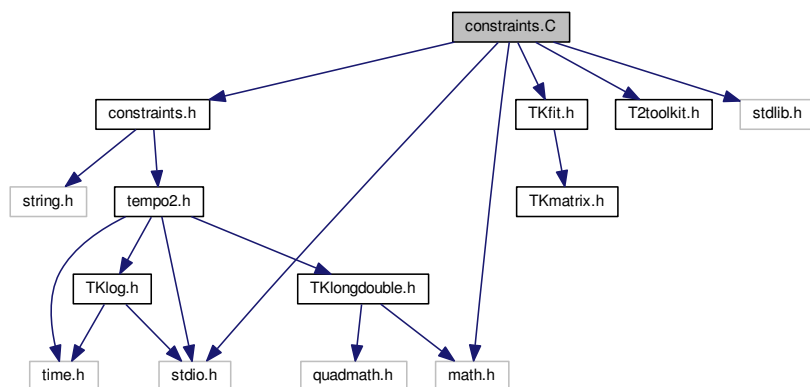 constraints.C
constraints.h
TKfit.h
T2toolkit.h
stdlib.h
string.h
tempo2.h
TKmatrix.h
TKlog.h
TKlongdouble.h
time.h
stdio.h
quadmath.h
math.h